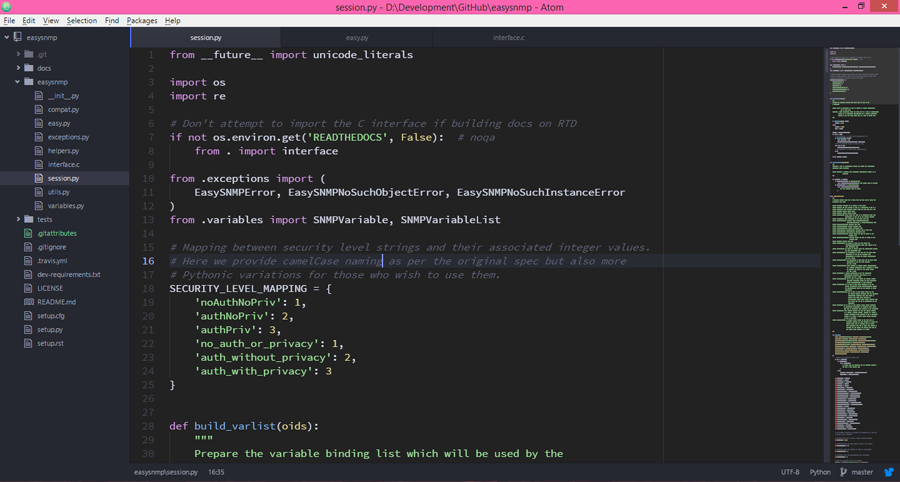 session.py - D:\Development\GitHub\easysnmp - Atom
File Edit View Selection Find Packages Help
easysnmp
.git
docs
easysnmp
__init__.py
compat.py
easy.py
exceptions.py
helpers.py
interface.c
session.py
utils.py
variables.py
tests
.gitattributes
.gitignore
.travis.yml
dev-requirements.txt
LICENSE
README.md
setup.cfg
setup.py
setup.rst
session.py easy.py interface.c
1 from __future__ import unicode_literals
2
3 import os
4 import re
5
6 # Don't attempt to import the C interface if building docs on RTD
7 if not os.environ.get('READTHEDOCS', False):  # noqa
8     from . import interface
9
10 from .exceptions import (
11     EasySNMPError, EasySNMPNoSuchObjectError, EasySNMPNoSuchInstanceError
12 )
13 from .variables import SNMPVariable, SNMPVariableList
14
15 # Mapping between security level strings and their associated integer values.
16 # Here we provide camelCase naming as per the original spec but also more
17 # Pythonic variations for those who wish to use them.
18 SECURITY_LEVEL_MAPPING = {
19     'noAuthNoPriv': 1,
20     'authNoPriv': 2,
21     'authPriv': 3,
22     'no_auth_or_privacy': 1,
23     'auth_without_privacy': 2,
24     'auth_with_privacy': 3
25 }
26
27
28 def build_varlist(oids):
29     """
30     Prepare the variable binding list which will be used by the
easysnmp\session.py 16:35 UTF-8 Python master